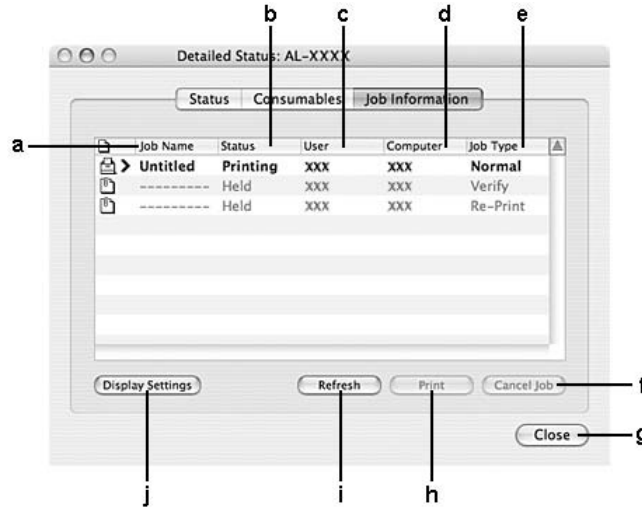 b c d e
Detailed Status: AL-XXXX
Status Consumables Job Information
a
Job Name Status User Computer Job Type
Untitled Printing XXX XXX Normal
--------- Held XXX XXX Verify
--------- Held XXX XXX Re-Print
Display Settings Refresh Print Cancel Job f
Close g
j i h